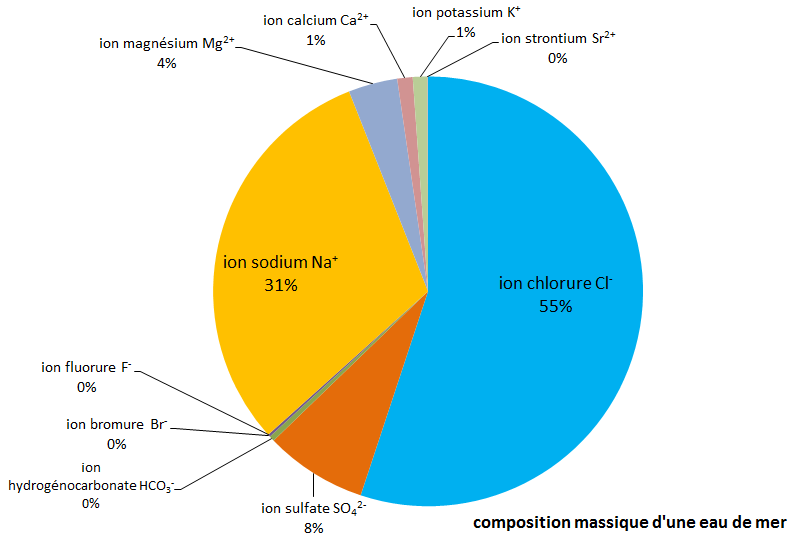 ion potassium K⁺
1%
ion calcium Ca²⁺
1%
ion strontium Sr²⁺
0%
ion magnésium Mg²⁺
4%
ion sodium Na⁺
31%
ion chlorure Cl⁻
55%
ion fluorure F⁻
0%
ion bromure Br⁻
0%
ion
hydrogénocarbonate HCO₃⁻
0%
ion sulfate SO₄²⁻
8%
composition massique d'une eau de mer